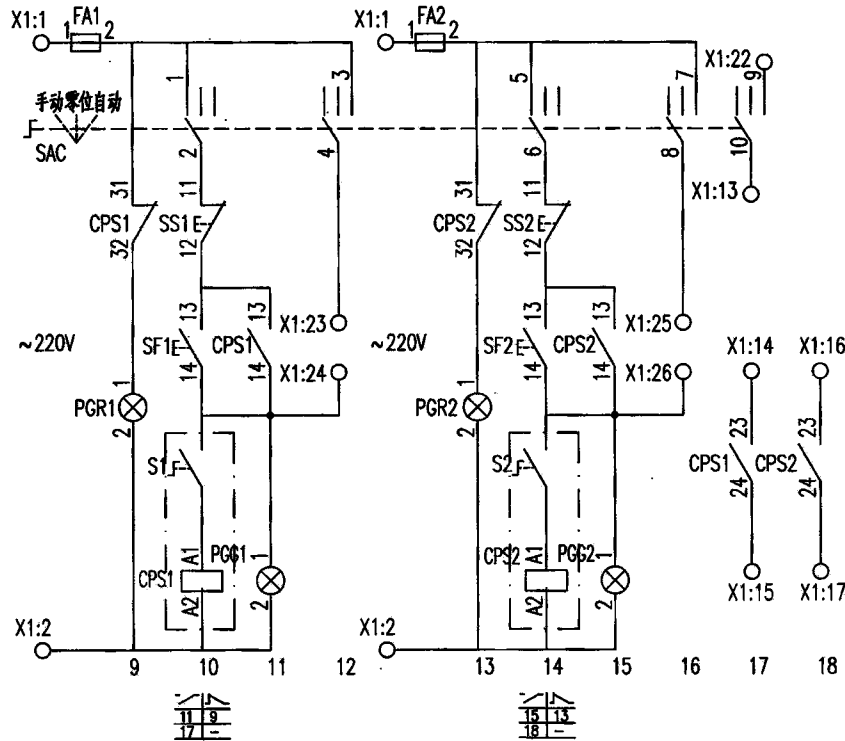 X1:1 FA1 X1:1 FA2
1 2 1 2
X1:22
1 3 5 7 9
手动零位自动
SAC
2 4 6 8 10
X1:13
31 11 31 11
CPS1 SS1 CPS2 SS2
32 12 32 12
13 13 13 13
X1:23 X1:25
SF1 CPS1 SF2 CPS2
~220V ~220V
X1:14 X1:16
14 14 X1:24 14 14 X1:26
1 1
PGR1 PGR2
2 2
23 23
S1 S2 CPS1 CPS2
24 24
A1 PGG1 1 A1 PGG2 1
CPS1 CPS2
A2 2 A2 2
X1:15 X1:17
X1:2 X1:2
9 10 11 12 13 14 15 16 17 18
11 9 15 13
17 - 18 -